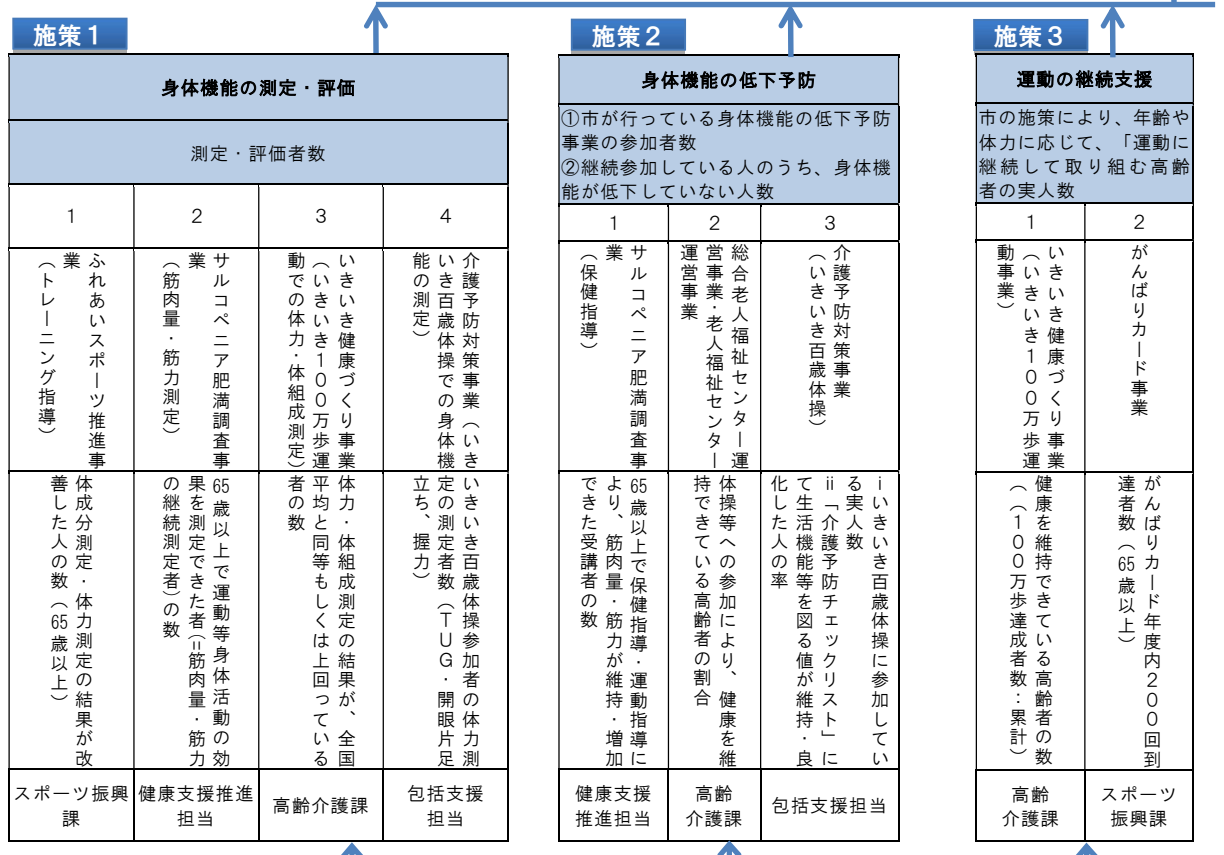 施策１
身体機能の測定・評価
測定・評価者数
1
2
3
4
ふれあいスポーツ推進事
業
（トレーニング指導）
サルコペニア肥満調査事
業
（筋肉量・筋力測定）
いきいき健康づくり事業
（いきいき１００万歩運
動での体力・体組成測定）
介護予防対策事業（いき
いき百歳体操での身体機
能の測定）
体成分測定・体力測定の結果が改
善した人の数（65歳以上）
65歳以上で運動等身体活動の効
果を測定できた者（=筋肉量・筋力
の継続測定者）の数
体力・体組成測定の結果が、全国
平均と同等もしくは上回っている
者の数
いきいき百歳体操参加者の体力測
定の測定者数（ＴＵＧ・開眼片足
立ち、握力）
スポーツ振興
課
健康支援推進
担当
高齢介護課
包括支援
担当
施策２
身体機能の低下予防
①市が行っている身体機能の低下予防
事業の参加者数
②継続参加している人のうち、身体機
能が低下していない人数
1
2
3
サルコペニア肥満調査事
業
（保健指導）
総合老人福祉センター運
営事業・老人福祉センター
運営事業
介護予防対策事業
（いきいき百歳体操）
65歳以上で保健指導・運動指導に
より、筋肉量・筋力が維持・増加
できた受講者の数
体操等への参加により、健康を維
持できている高齢者の割合
ⅰいきいき百歳体操に参加してい
る実人数
ⅱ「介護予防チェックリスト」に
て生活機能等を図る値が維持・良
化した人の率
健康支援
推進担当
高齢
介護課
包括支援担当
施策３
運動の継続支援
市の施策により、年齢や
体力に応じて、「運動に
継続して取り組む高齢
者の実人数
1
2
いきいき健康づくり事業
（いきいき１００万歩運
動事業）
がんばりカード事業
健康を維持できている高齢者の数
（１００万歩達成者数：累計）
がんばりカード年度内２００回到
達者数（65歳以上）
高齢
介護課
スポーツ
振興課